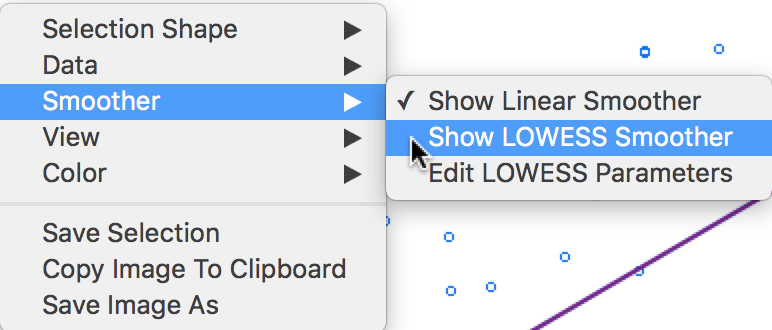 Selection Shape
Data
Smoother
View
Color
Save Selection
Copy Image To Clipboard
Save Image As
✓ Show Linear Smoother
Show LOWESS Smoother
Edit LOWESS Parameters